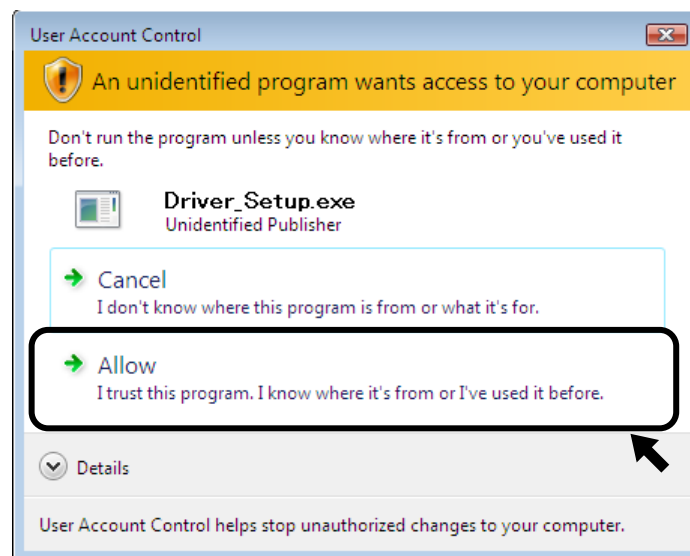 User Account Control
An unidentified program wants access to your computer
Don't run the program unless you know where it's from or you've used it
before.
Driver_Setup.exe
Unidentified Publisher
Cancel
I don't know where this program is from or what it's for.
Allow
I trust this program. I know where it's from or I've used it before.
Details
User Account Control helps stop unauthorized changes to your computer.